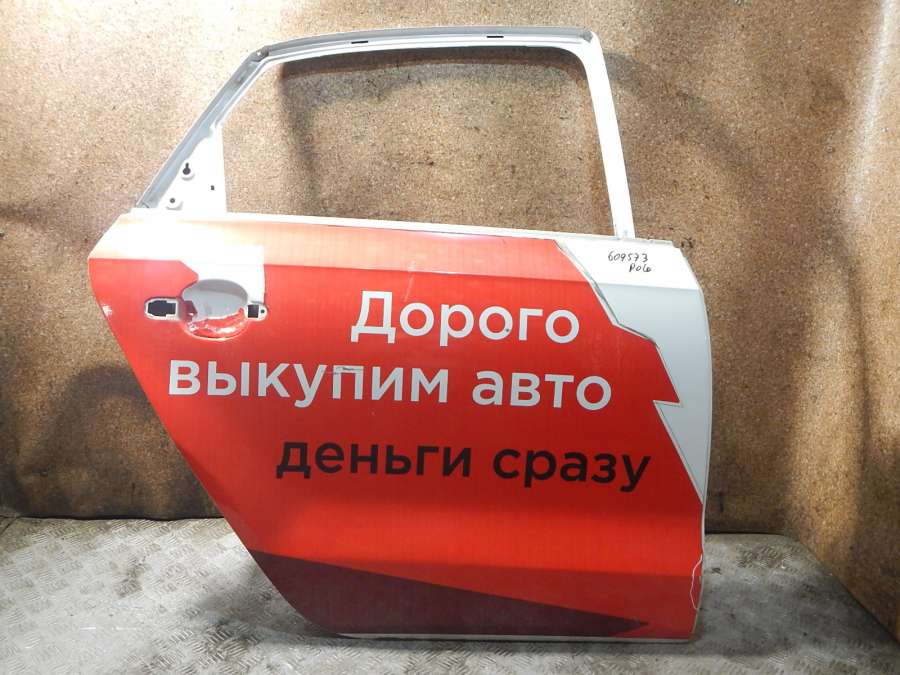 609573
Polo
Дорого
выкупим авто
деньги сразу